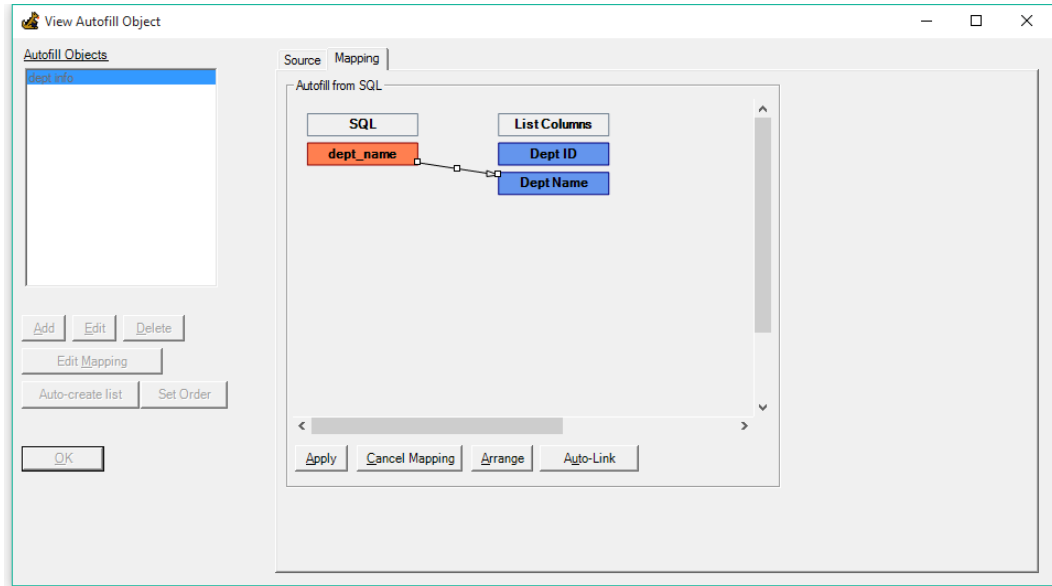 View Autofill Object
Autofill Objects
dept info
Add Edit Delete
Edit Mapping
Auto-create list Set Order
OK
Source Mapping
Autofill from SQL
SQL List Columns
dept_name Dept ID
Dept Name
Apply Cancel Mapping Arrange Auto-Link